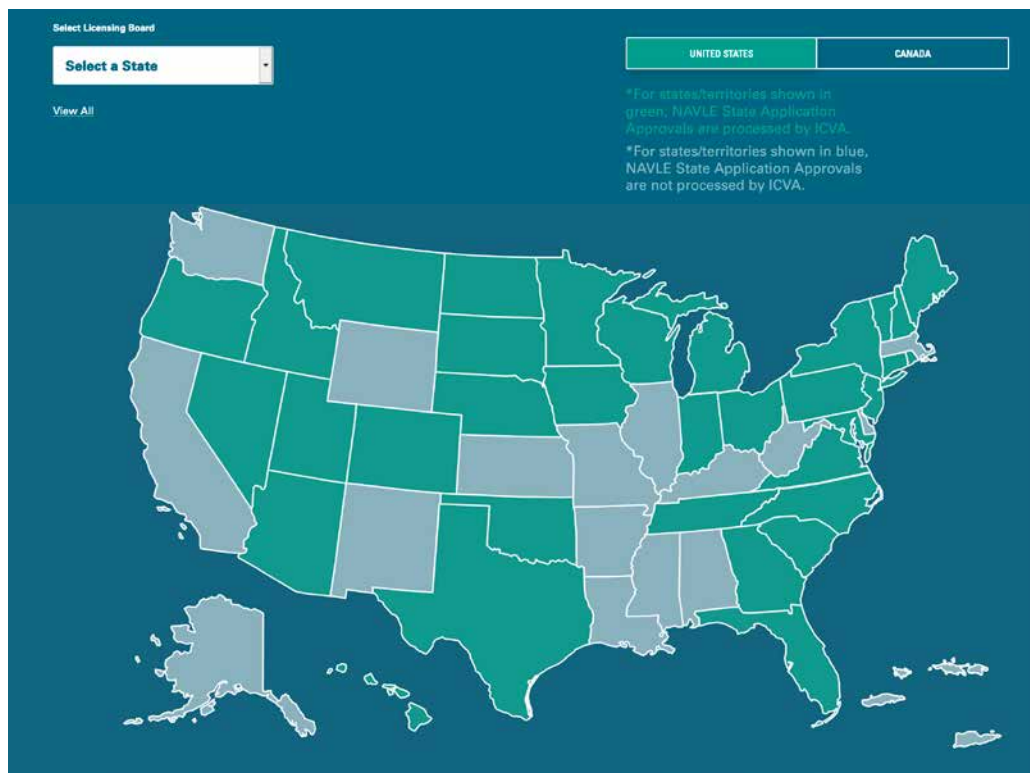 Select Licensing Board
Select a State
View All
UNITED STATES
CANADA
*For states/territories shown in
green, NAVLE State Application
Approvals are processed by ICVA.
*For states/territories shown in blue,
NAVLE State Application Approvals
are not processed by ICVA.